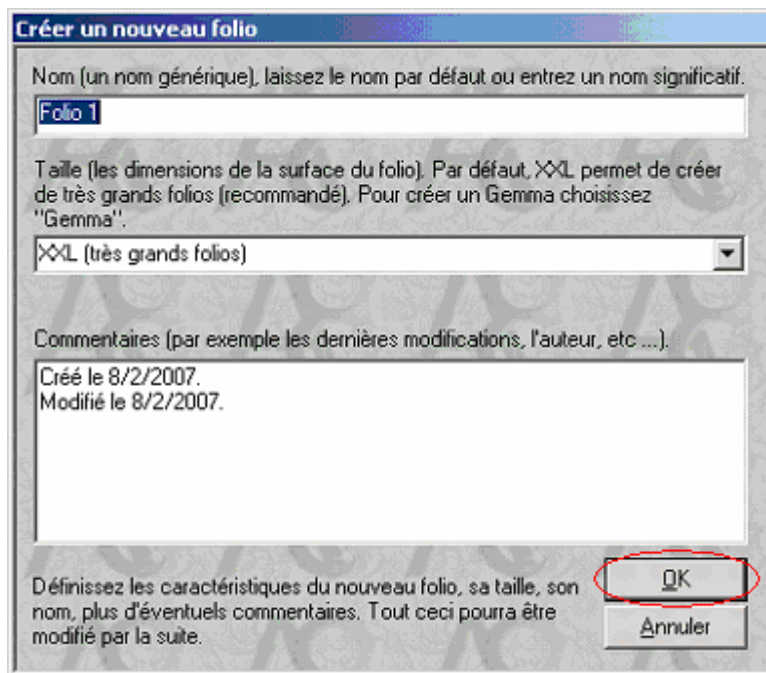 Créer un nouveau folio
Nom (un nom générique), laissez le nom par défaut ou entrez un nom significatif.
Folio 1
Taille (les dimensions de la surface du folio). Par défaut, XXL permet de créer
de très grands folios (recommandé). Pour créer un Gemma choisissez
"Gemma".
XXL (très grands folios)
Commentaires (par exemple les dernières modifications, l'auteur, etc ...).
Créé le 8/2/2007.
Modifié le 8/2/2007.
Définissez les caractéristiques du nouveau folio, sa taille, son
nom, plus d'éventuels commentaires. Tout ceci pourra être
modifié par la suite.
OK
Annuler